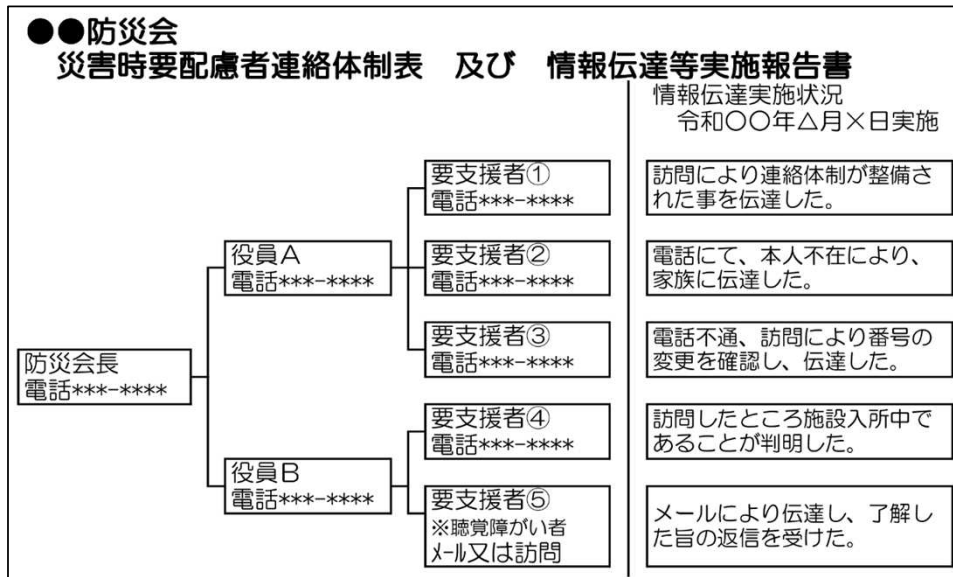 ●●防災会
災害時要配慮者連絡体制表 及び 情報伝達等実施報告書
情報伝達実施状況
令和〇〇年△月×日実施
防災会長
電話***-****
役員A
電話***-****
要支援者①
電話***-****
訪問により連絡体制が整備さ
れた事を伝達した。
要支援者②
電話***-****
電話にて、本人不在により、
家族に伝達した。
要支援者③
電話***-****
電話不通、訪問により番号の
変更を確認し、伝達した。
役員B
電話***-****
要支援者④
電話***-****
訪問したところ施設入所中で
あることが判明した。
要支援者⑤
※聴覚障がい者
メール又は訪問
メールにより伝達し、了解し
た旨の返信を受けた。